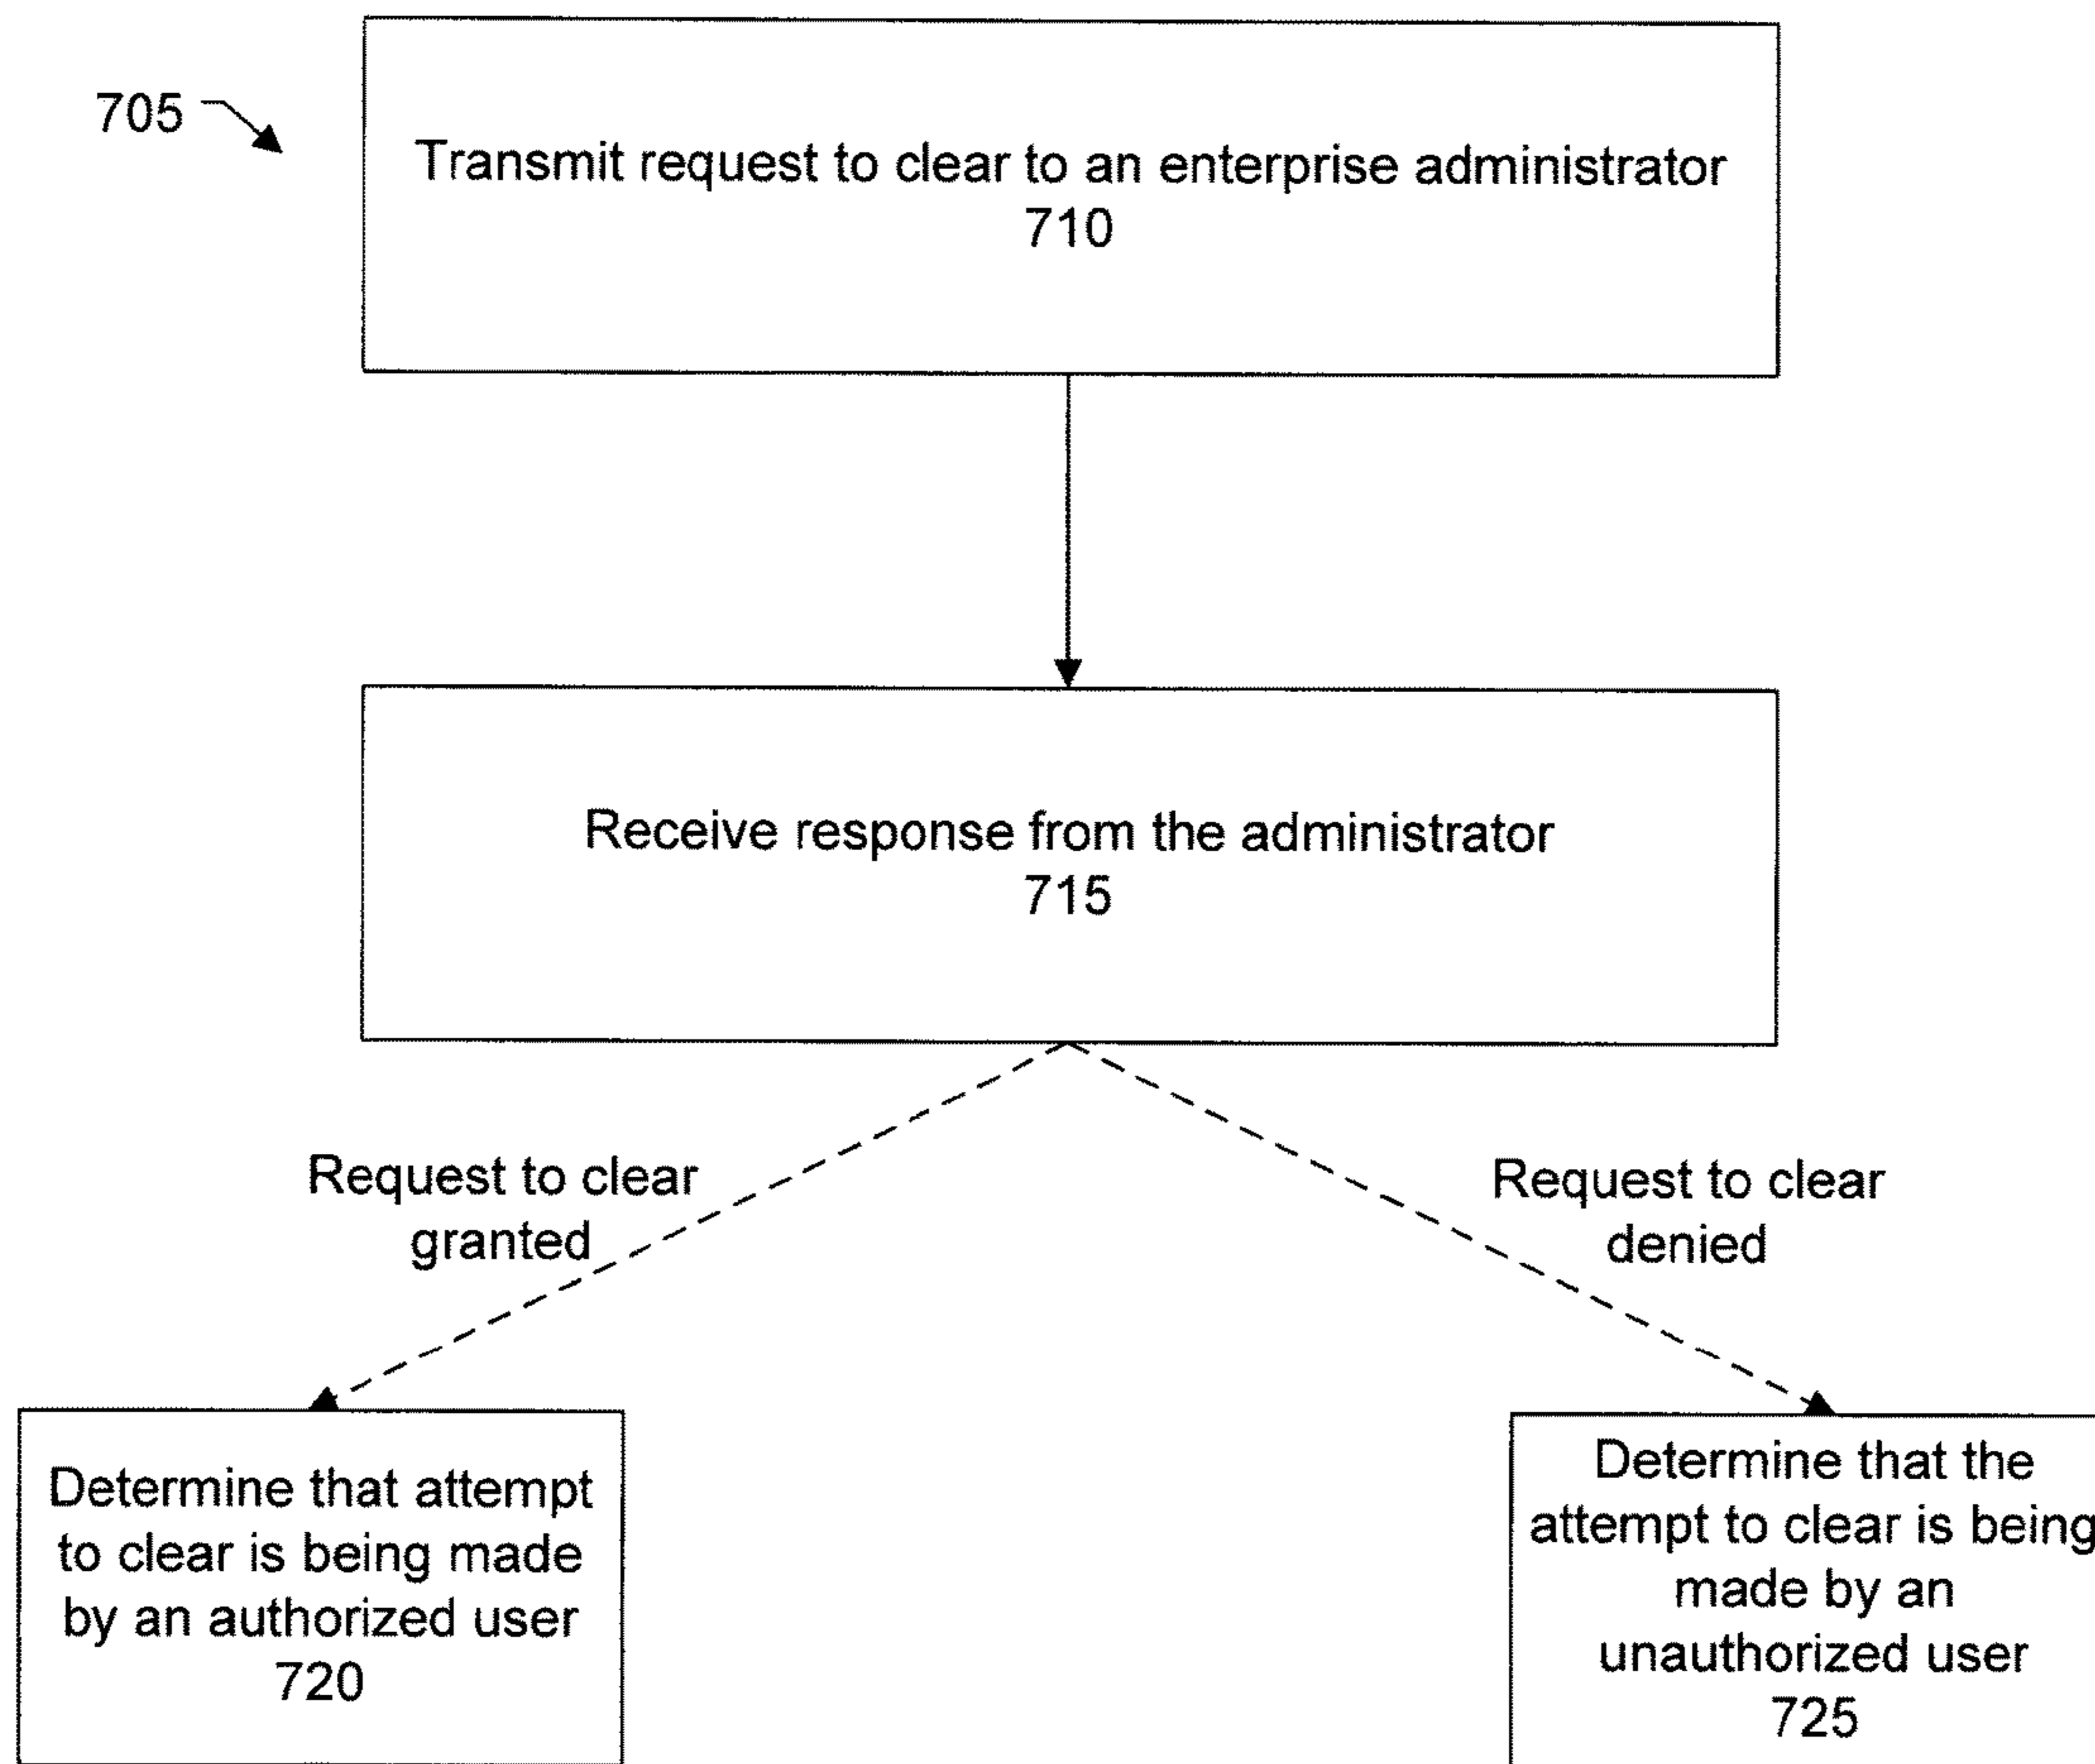 705
Transmit request to clear to an enterprise administrator
710
Receive response from the administrator
715
Request to clear
granted
Request to clear
denied
Determine that attempt
to clear is being made
by an authorized user
720
Determine that the
attempt to clear is being
made by an
unauthorized user
725